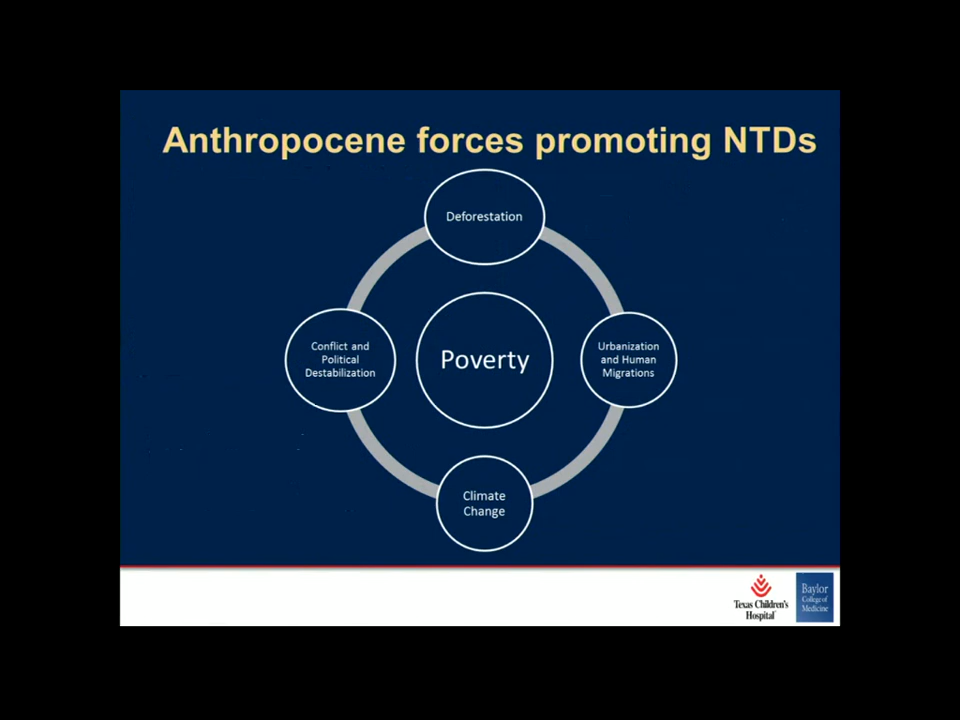 Anthropocene forces promoting NTDs
Deforestation
Conflict and
Political
Destabilization
Poverty
Urbanization
and Human
Migrations
Climate
Change
Texas Children's
Hospital
Baylor
College of
Medicine